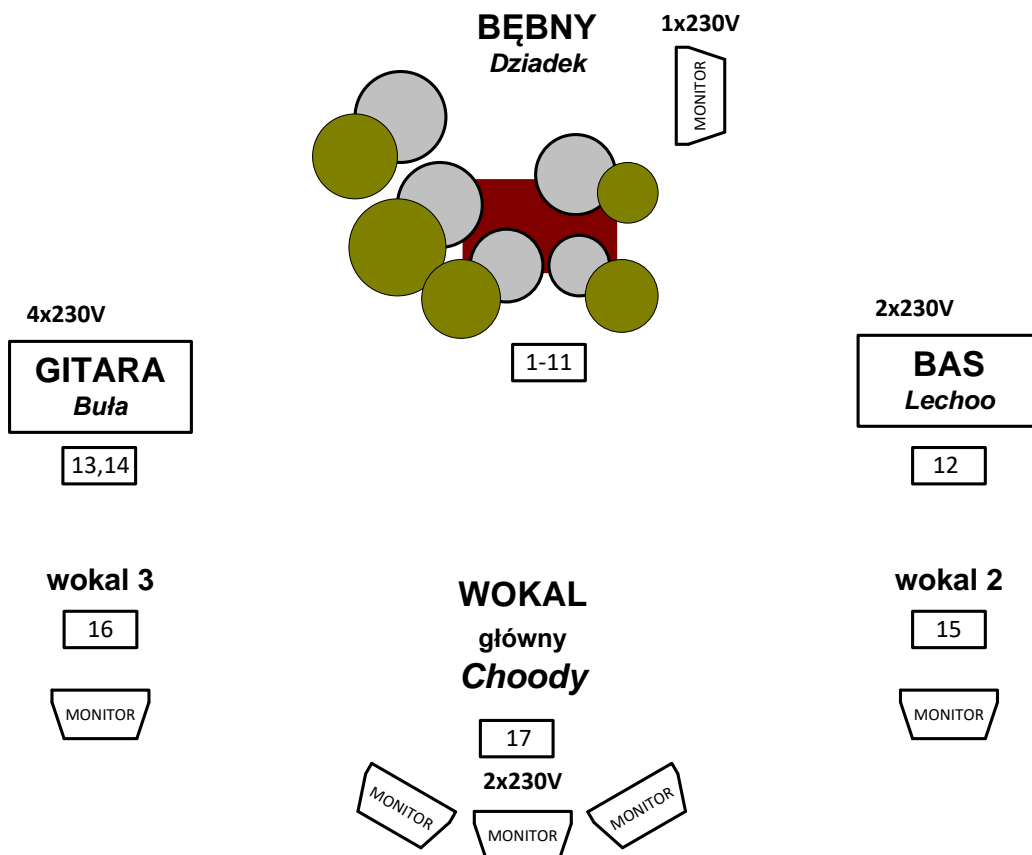 BĘBNY
Dziadek
1x230V
MONITOR
4x230V
GITARA
Buła
13,14
1-11
2x230V
BAS
Lechoo
12
wokal 3
16
MONITOR
WOKAL
główny
Choody
17
2x230V
MONITOR
MONITOR
MONITOR
wokal 2
15
MONITOR